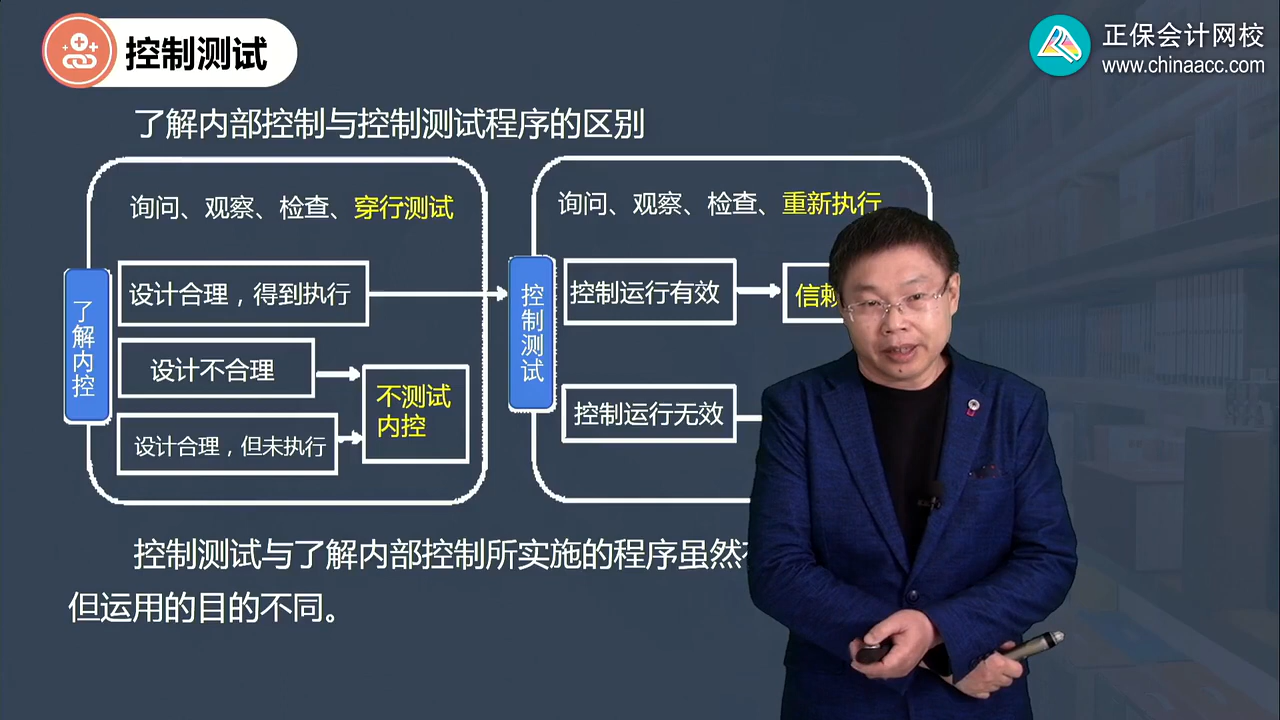 控制测试
正保会计网校
www.chinaacc.com
了解内部控制与控制测试程序的区别
询问、观察、检查、穿行测试
了解内控
设计合理，得到执行
设计不合理
设计合理，但未执行
不测试
内控
询问、观察、检查、重新执行
控制测试
控制运行有效
信赖
控制运行无效
控制测试与了解内部控制所实施的程序虽然
但运用的目的不同。